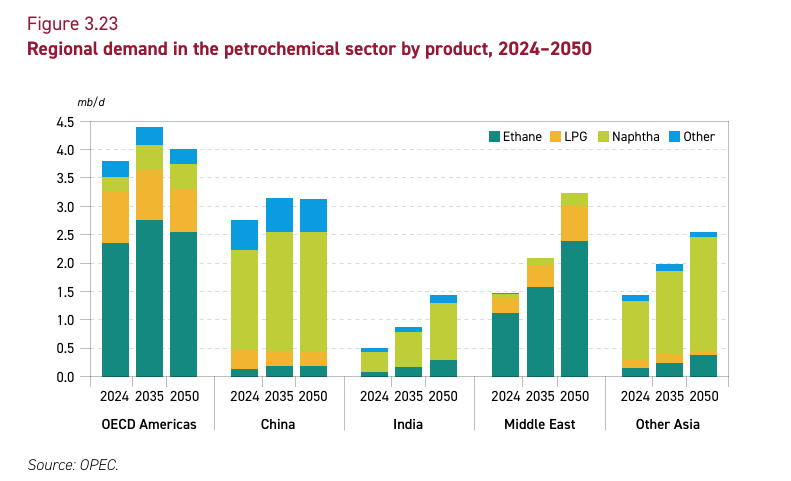 Figure 3.23
Regional demand in the petrochemical sector by product, 2024–2050
mb/d
Ethane LPG Naphtha Other
4.5
4.0
3.5
3.0
2.5
2.0
1.5
1.0
0.5
0.0
2024 2035 2050 2024 2035 2050 2024 2035 2050 2024 2035 2050 2024 2035 2050
OECD Americas China India Middle East Other Asia
Source: OPEC.